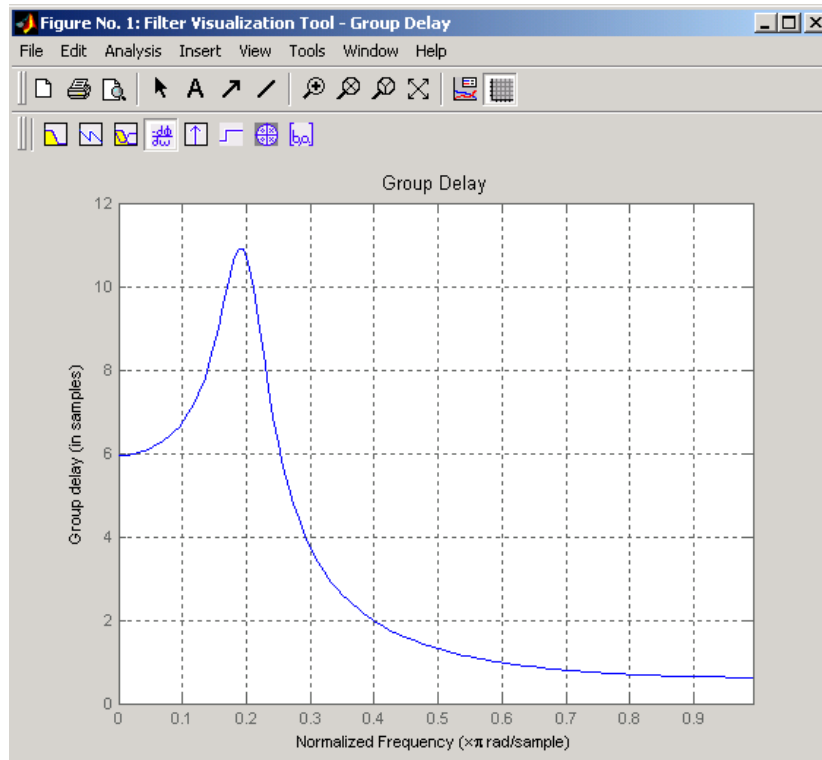 Figure No. 1: Filter Visualization Tool - Group Delay
File Edit Analysis Insert View Tools Window Help
A
-dφ
dω
[b,a]
Group Delay
12
10
8
6
4
2
0
Group delay (in samples)
0 0.1 0.2 0.3 0.4 0.5 0.6 0.7 0.8 0.9
Normalized Frequency (×π rad/sample)